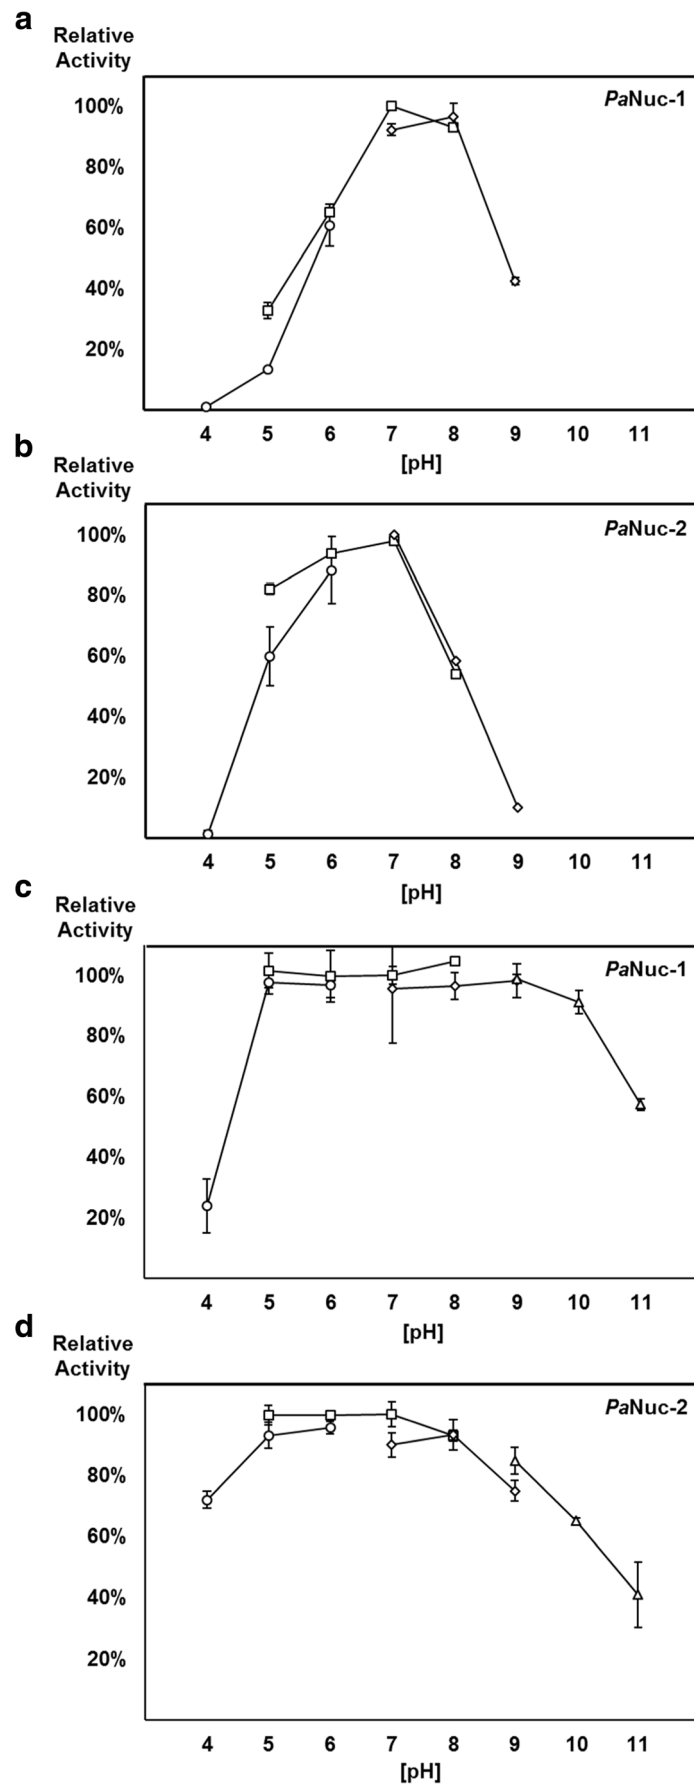 a
Relative
Activity
PaNuc-1
100%
80%
60%
40%
20%
4 5 6 7 8 9 10 11
[pH]
b
Relative
Activity
PaNuc-2
100%
80%
60%
40%
20%
4 5 6 7 8 9 10 11
[pH]
c
Relative
Activity
PaNuc-1
100%
80%
60%
40%
20%
4 5 6 7 8 9 10 11
[pH]
d
Relative
Activity
PaNuc-2
100%
80%
60%
40%
20%
4 5 6 7 8 9 10 11
[pH]